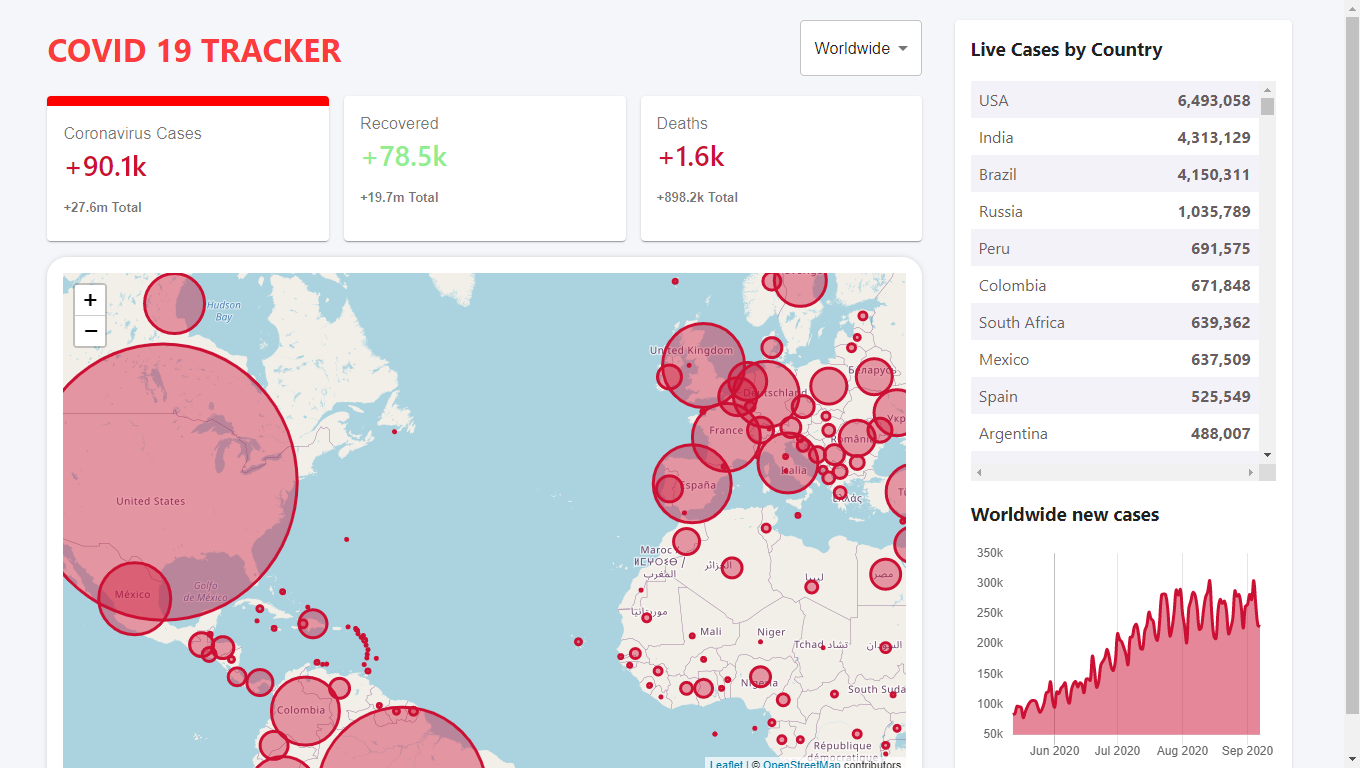 COVID 19 TRACKER
Worldwide
Coronavirus Cases
+90.1k
+27.6m Total
Recovered
+78.5k
+19.7m Total
Deaths
+1.6k
+898.2k Total
+
−
Hudson
Bay
United Kingdom
Беларусь
Deutschland
France
România
Italia
España
Ελλάς
United States
Golfo
de México
México
Maroc
ⵍⵎⵖⵔⵉⴱ /
المغرب
الجزائر
ليبيا
مصر
موريتانيا
Mali
Niger
Tchad تشاد
السودان
Nigeria
South Suda
Colombia
République
démocratique
Leaflet | © OpenStreetMap contributors
Live Cases by Country
USA 6,493,058
India 4,313,129
Brazil 4,150,311
Russia 1,035,789
Peru 691,575
Colombia 671,848
South Africa 639,362
Mexico 637,509
Spain 525,549
Argentina 488,007
Worldwide new cases
350k
300k
250k
200k
150k
100k
50k
Jun 2020 Jul 2020 Aug 2020 Sep 2020